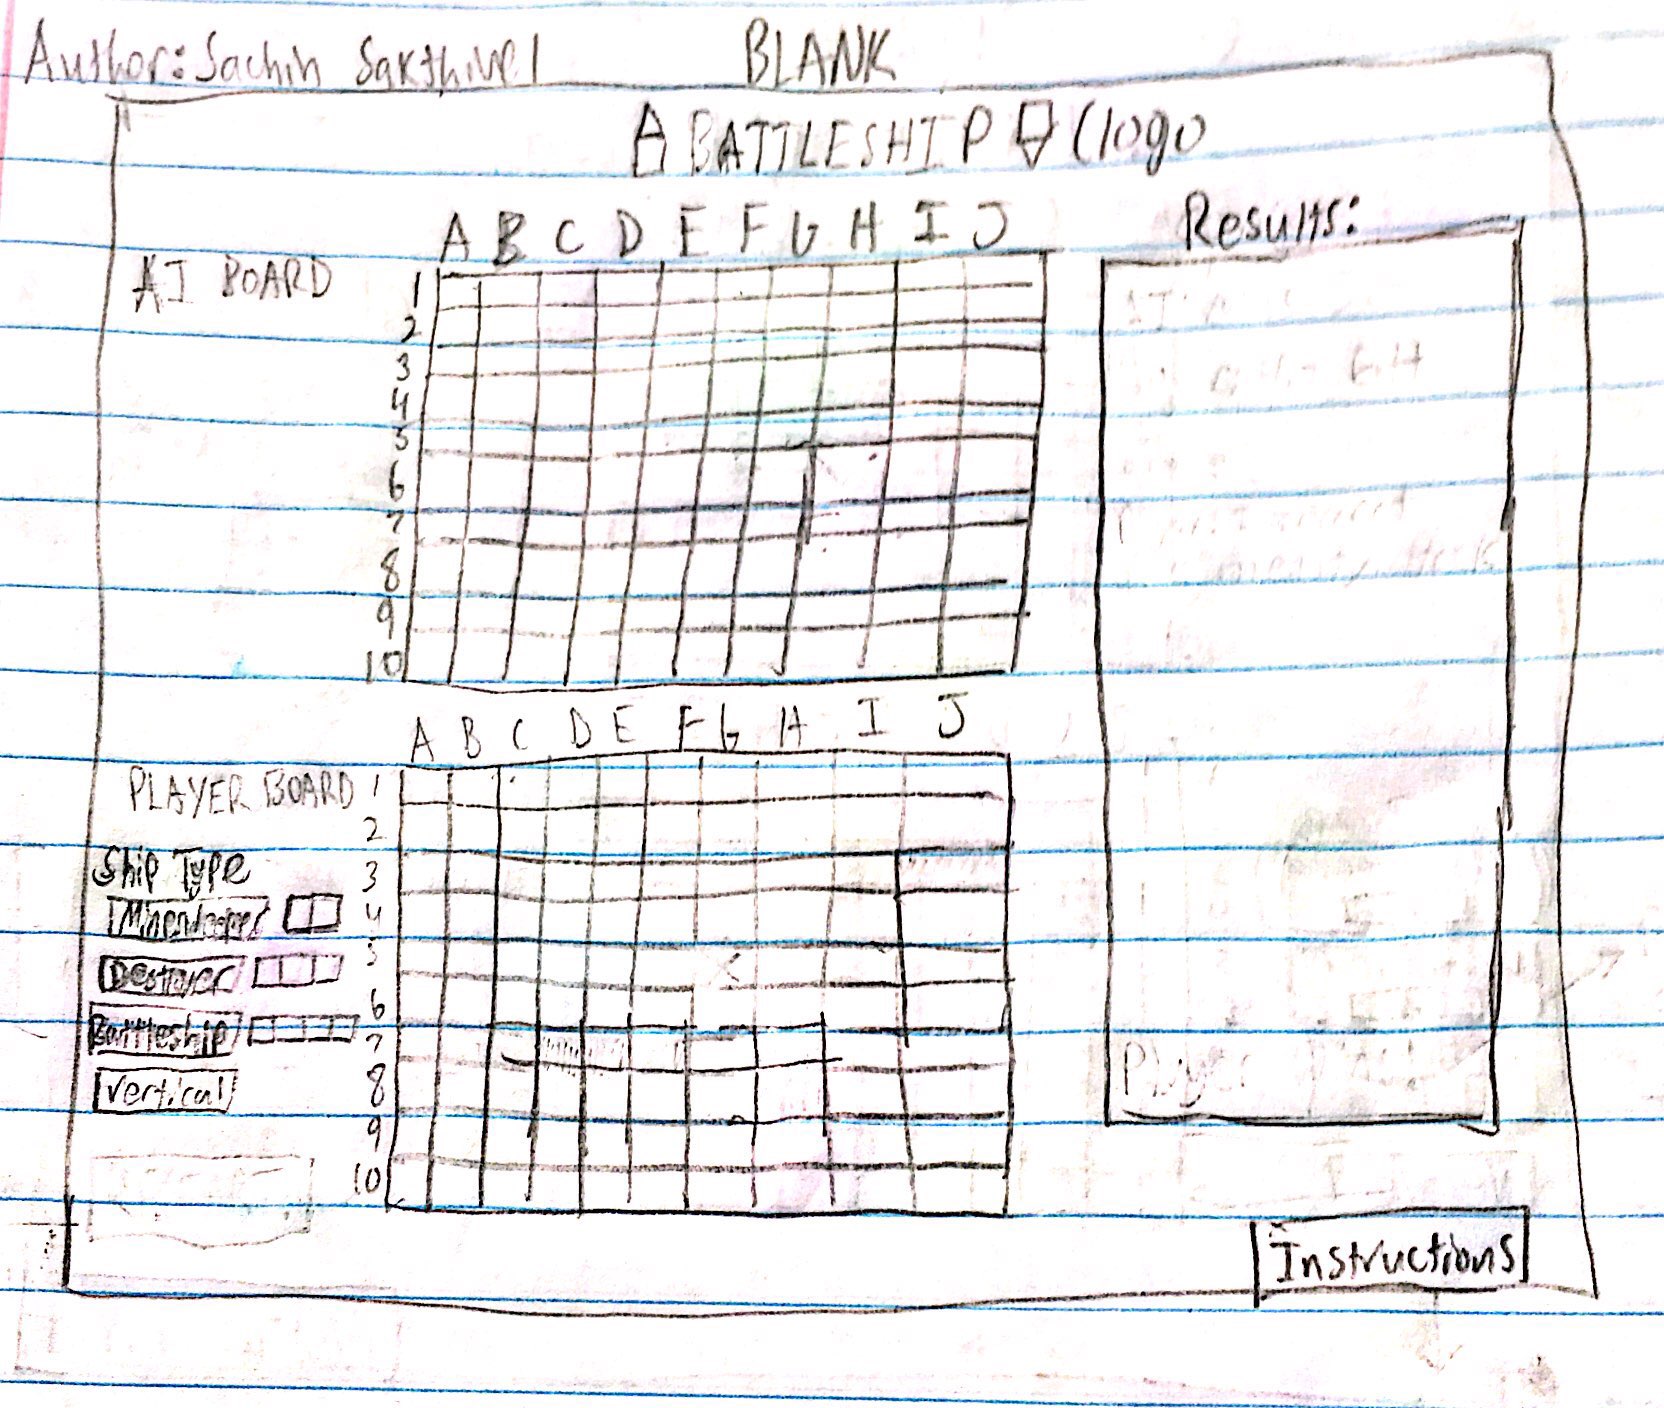 Author: Sachin Sakthivel BLANK
BATTLESHIP (logo
A B C D E F G H I J
Results:
AI BOARD
1
2
3
4
5
6
7
8
9
10
A B C D E F G H I J
PLAYER BOARD
1
2
3
4
5
6
7
8
9
10
Ship Type
Destroyer
Battleship
Vertical
Player
Instructions